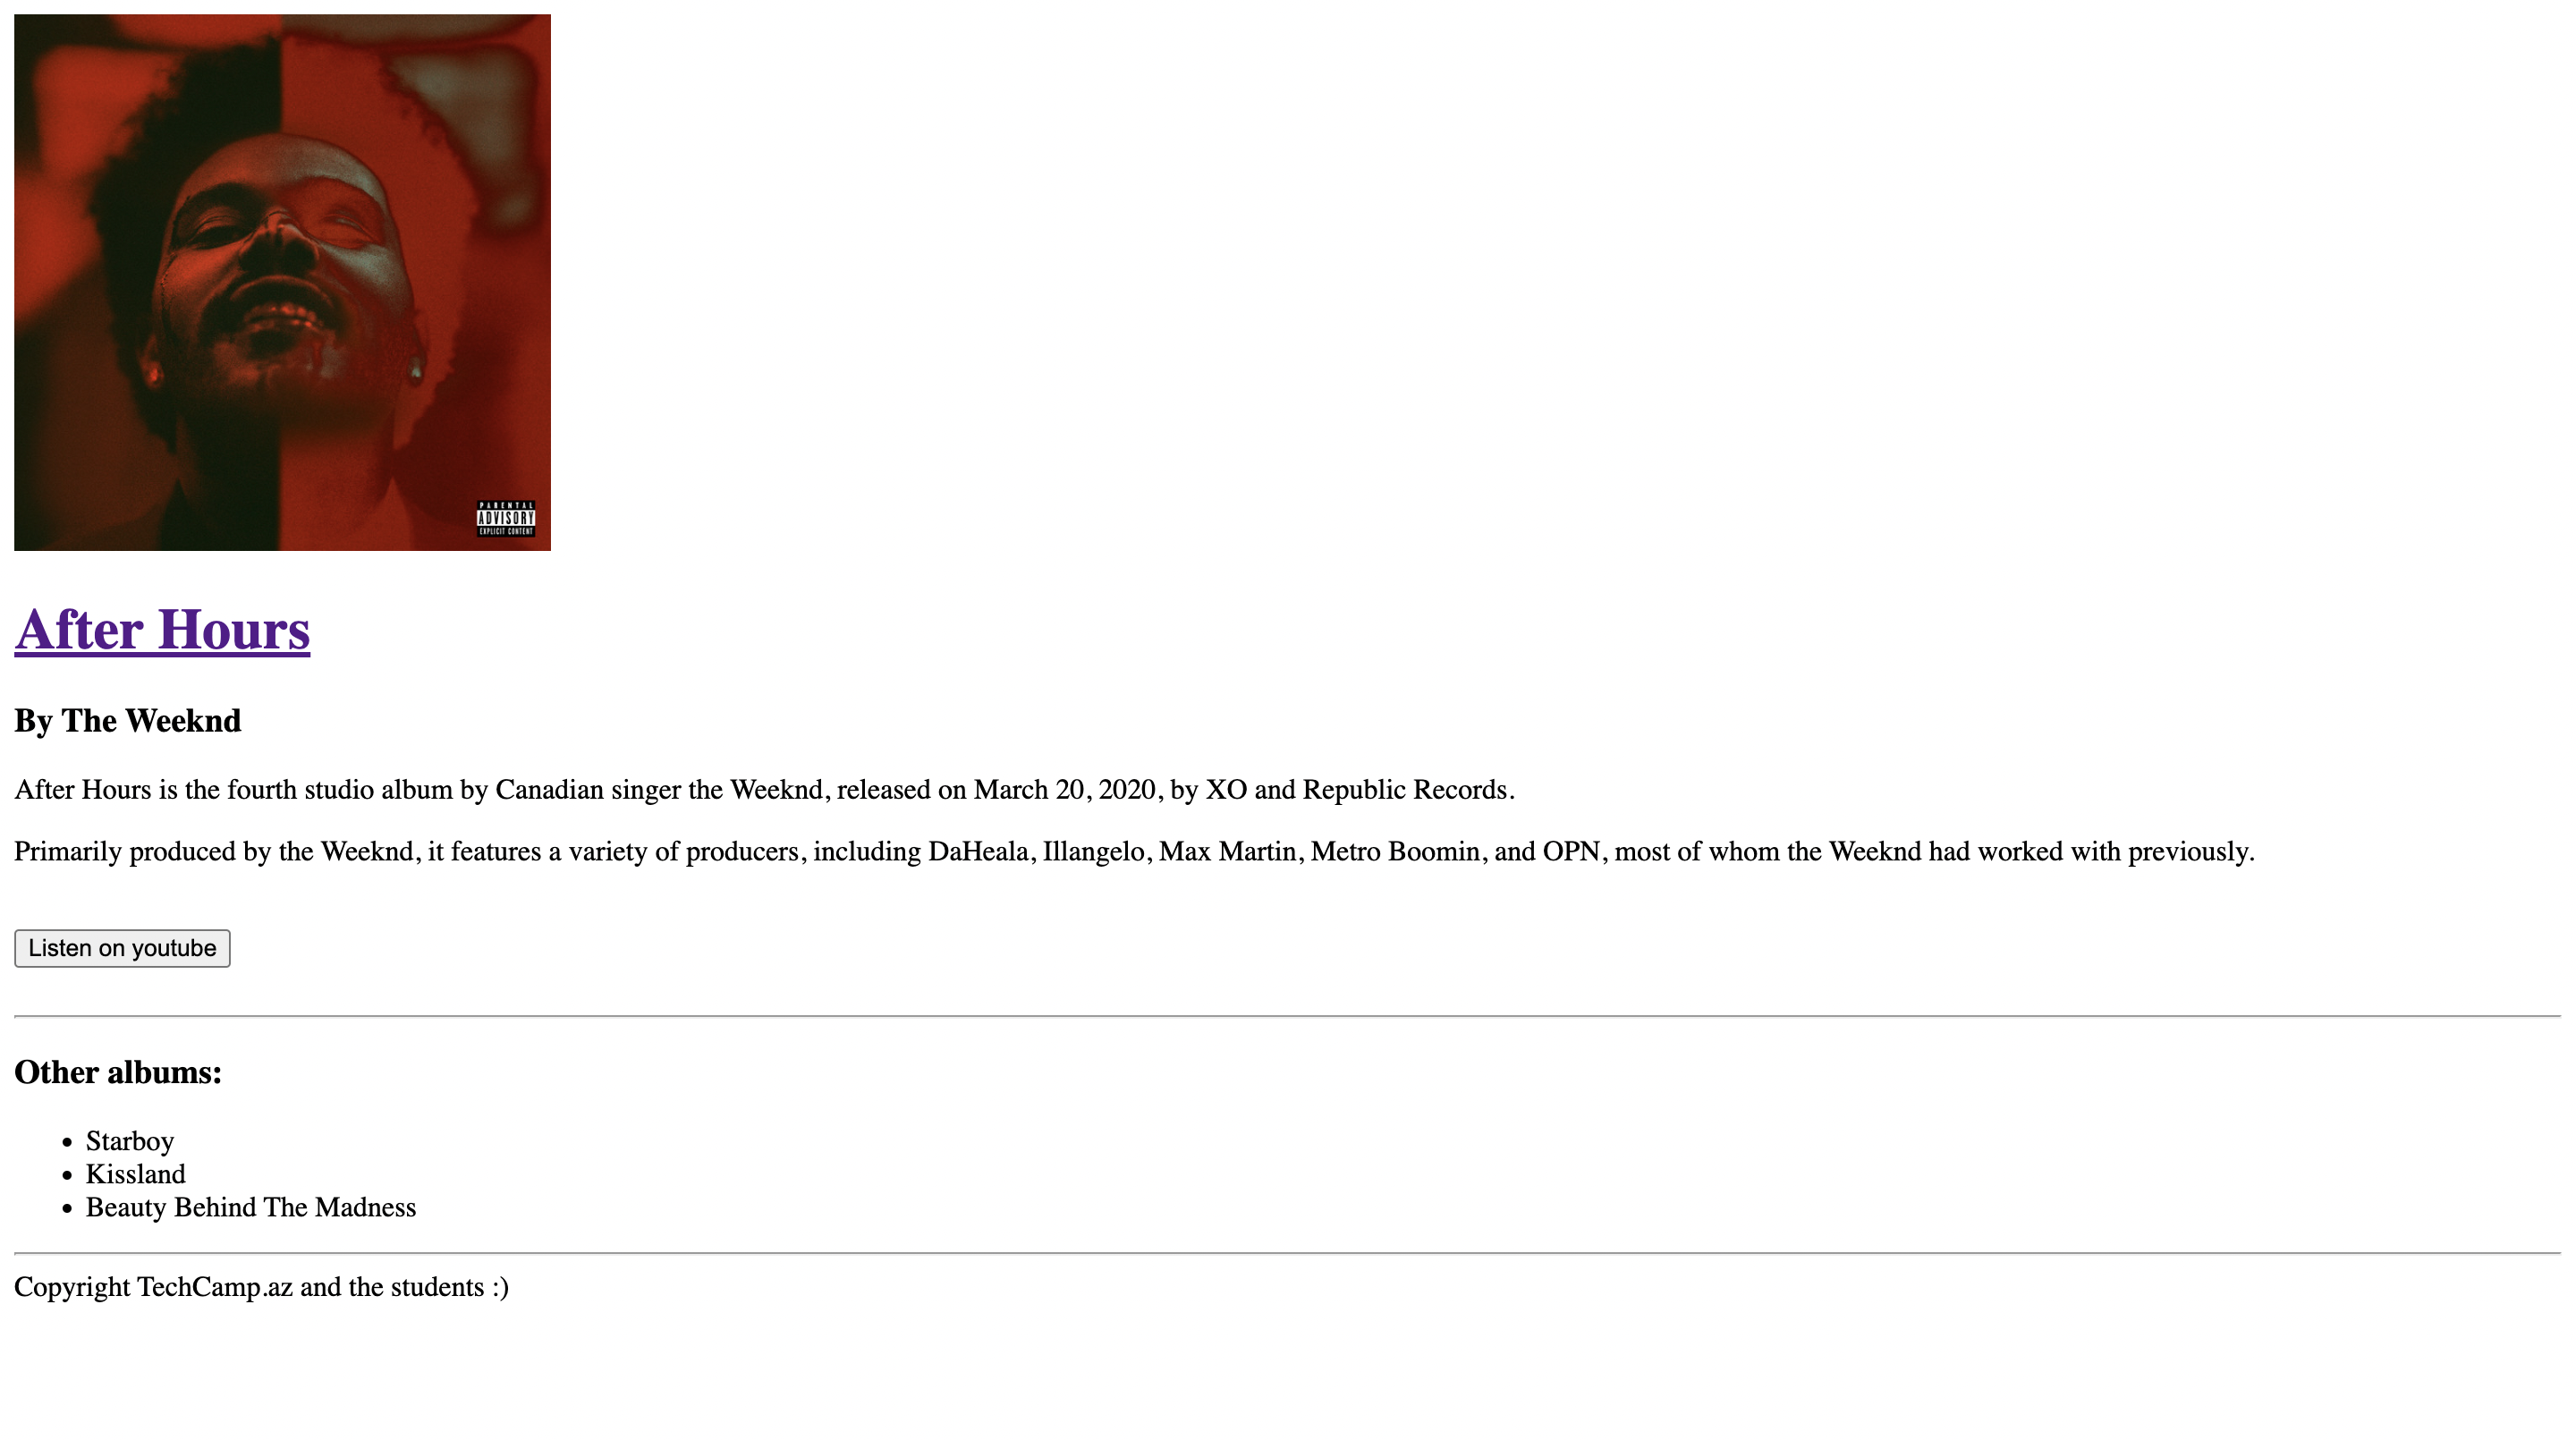 PARENTAL
ADVISORY
EXPLICIT CONTENT
After Hours
By The Weeknd
After Hours is the fourth studio album by Canadian singer the Weeknd, released on March 20, 2020, by XO and Republic Records.
Primarily produced by the Weeknd, it features a variety of producers, including DaHeala, Illangelo, Max Martin, Metro Boomin, and OPN, most of whom the Weeknd had worked with previously.
Listen on youtube
Other albums:
• Starboy
• Kissland
• Beauty Behind The Madness
Copyright TechCamp.az and the students :)